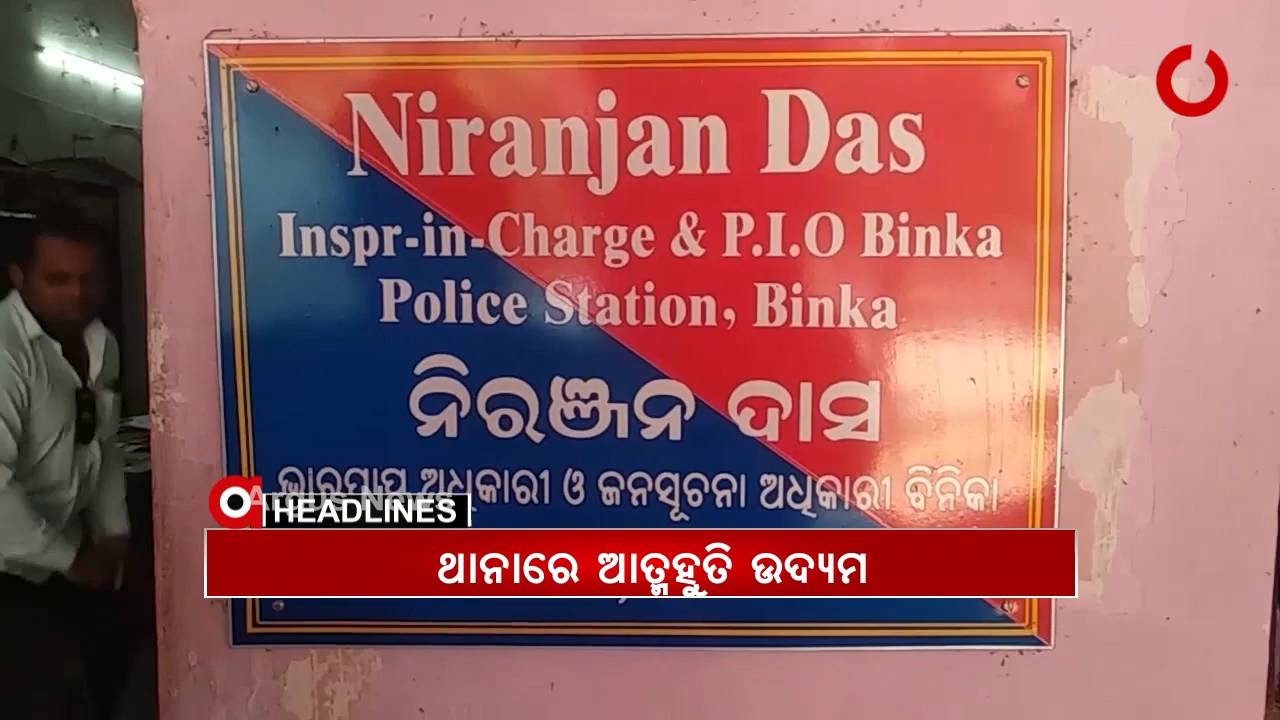 Niranjan Das
Inspr-in-Charge & P.I.O Binka
Police Station, Binka
ନିରଞ୍ଜନ ଦାସ
ଅଧିକାରୀ ଓ ଜନସୂଚନା ଅଧିକାରୀ ବିନିକା
HEADLINES
ଥାନାରେ ଆତ୍ମହୁତି ଉଦ୍ୟମ